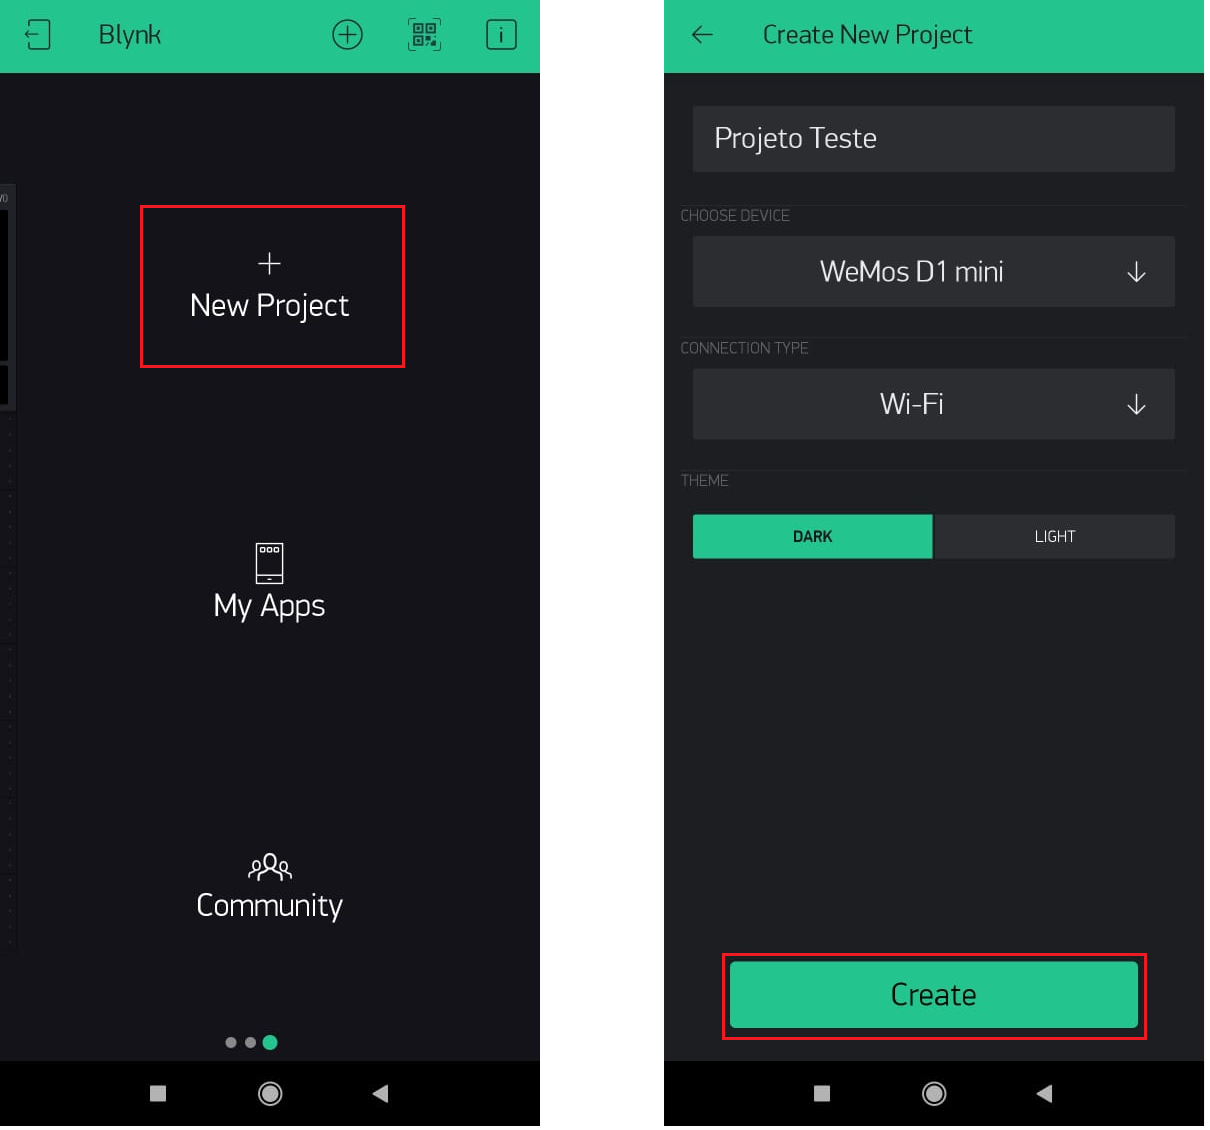 Blynk
New Project
My Apps
Community
Create New Project
Projeto Teste
CHOOSE DEVICE
WeMos D1 mini
CONNECTION TYPE
Wi-Fi
THEME
DARK
LIGHT
Create